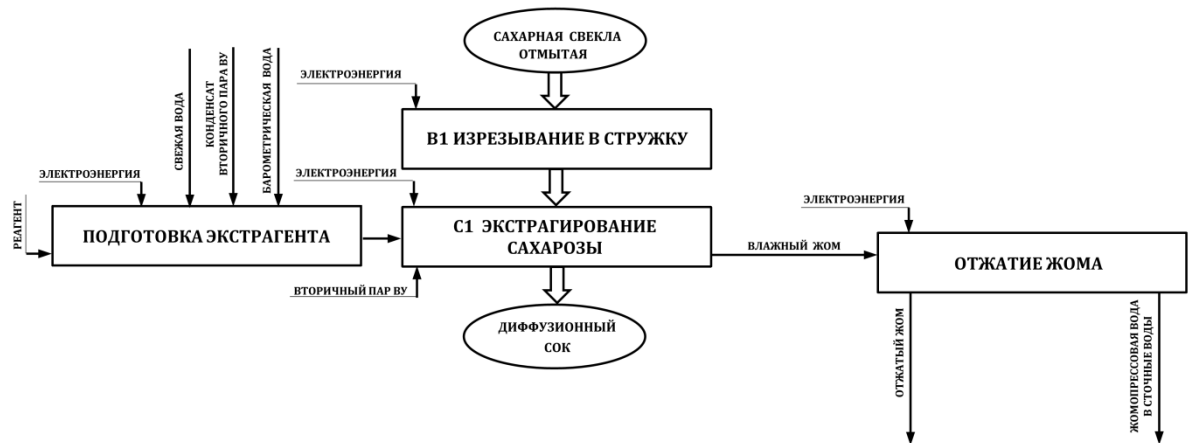 САХАРНАЯ СВЕКЛА
ОТМЫТАЯ
ЭЛЕКТРОЭНЕРГИЯ
В1 ИЗРЕЗЫВАНИЕ В СТРУЖКУ
СВЕЖАЯ ВОДА
КОНДЕНСАТ
ВТОРИЧНОГО ПАРА ВУ
БАРОМЕТРИЧЕСКАЯ ВОДА
ЭЛЕКТРОЭНЕРГИЯ
РЕАГЕНТ
ПОДГОТОВКА ЭКСТРАГЕНТА
ЭЛЕКТРОЭНЕРГИЯ
С1 ЭКСТРАГИРОВАНИЕ
САХАРОЗЫ
ВТОРИЧНЫЙ ПАР ВУ
ВЛАЖНЫЙ ЖОМ
ЭЛЕКТРОЭНЕРГИЯ
ОТЖАТИЕ ЖОМА
ДИФФУЗИОННЫЙ
СОК
ОТЖАТЫЙ ЖОМ
ЖОМОПРЕССОВАЯ ВОДА
В СТОЧНЫЕ ВОДЫ